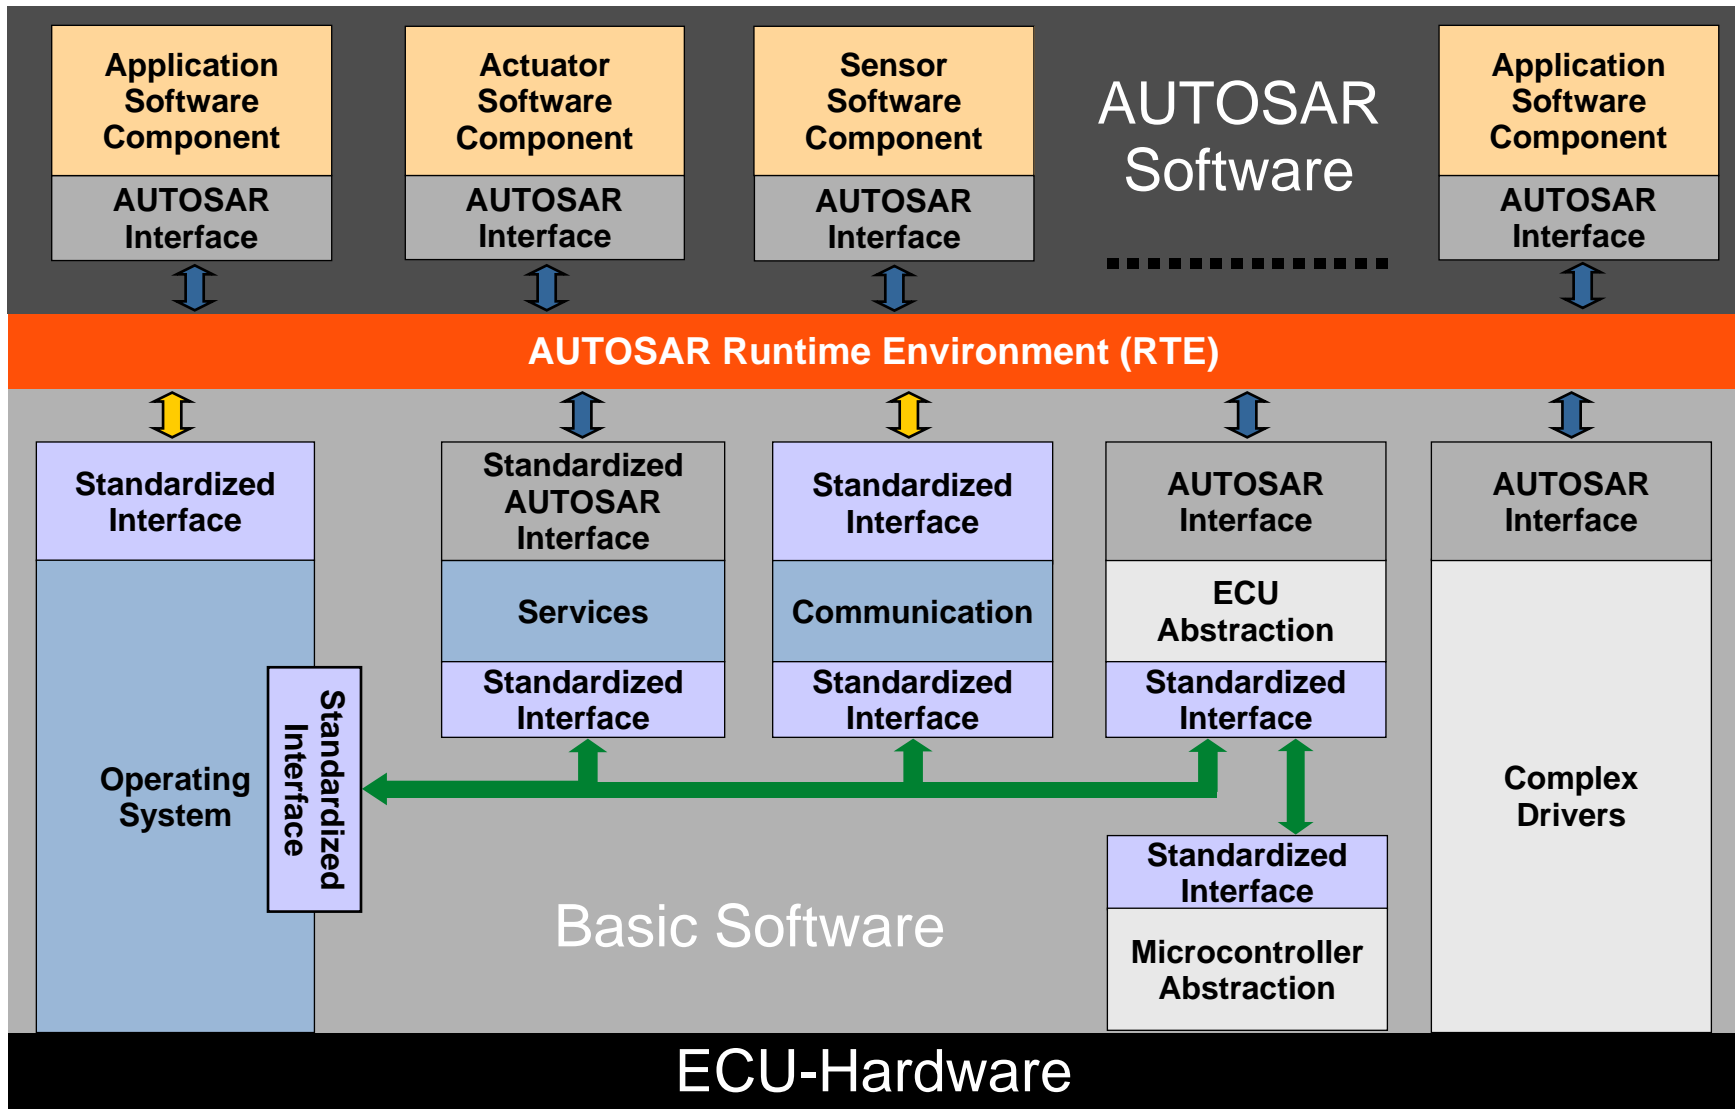 Application
Software
Component
AUTOSAR
Interface
Actuator
Software
Component
AUTOSAR
Interface
Sensor
Software
Component
AUTOSAR
Interface
AUTOSAR
Software
Application
Software
Component
AUTOSAR
Interface
AUTOSAR Runtime Environment (RTE)
Standardized
Interface
Operating
System
Standardized
Interface
Standardized
AUTOSAR
Interface
Services
Standardized
Interface
Standardized
Interface
Communication
Standardized
Interface
AUTOSAR
Interface
ECU
Abstraction
Standardized
Interface
Standardized
Interface
Microcontroller
Abstraction
AUTOSAR
Interface
Complex
Drivers
Basic Software
ECU-Hardware